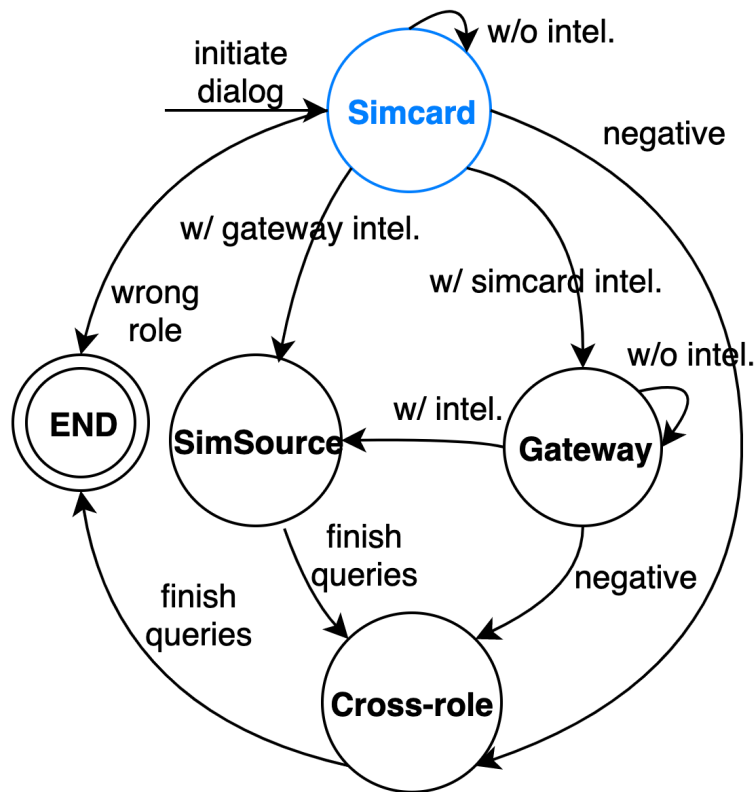 w/o intel.
initiate
dialog
Simcard
negative
w/ gateway intel.
w/ simcard intel.
wrong
role
w/o intel.
w/ intel.
END
SimSource
Gateway
finish
queries
negative
finish
queries
Cross-role